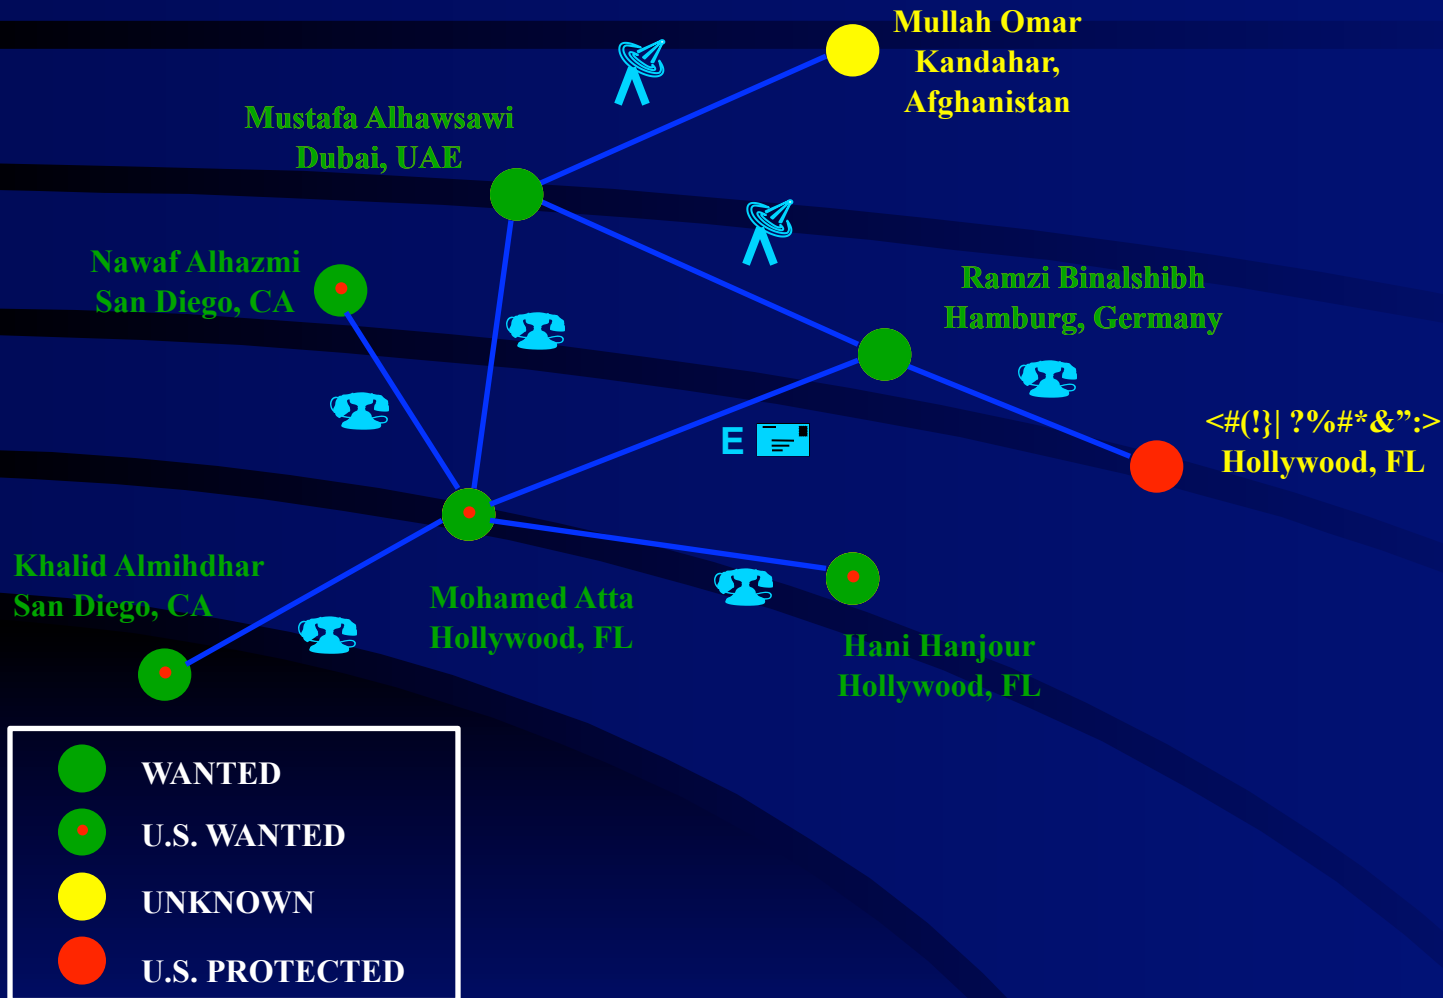 Mullah Omar
Kandahar,
Afghanistan
Mustafa Alhawsawi
Dubai, UAE
Nawaf Alhazmi
San Diego, CA
Ramzi Binalshibh
Hamburg, Germany
<#(!}| ?%#*&”:>
Hollywood, FL
E
Khalid Almihdhar
San Diego, CA
Mohamed Atta
Hollywood, FL
Hani Hanjour
Hollywood, FL
WANTED
U.S. WANTED
UNKNOWN
U.S. PROTECTED